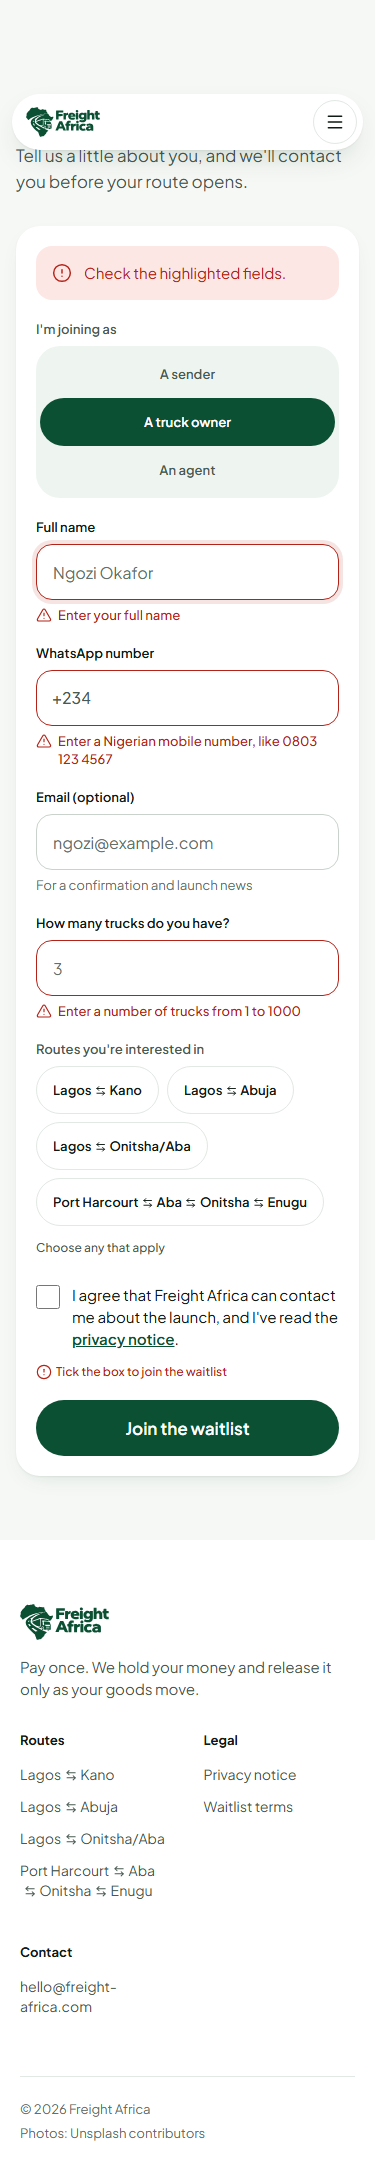 Freight
Africa
Tell us a little about you, and we'll contact
you before your route opens.
Check the highlighted fields.
I'm joining as
A sender
A truck owner
An agent
Full name
Ngozi Okafor
Enter your full name
WhatsApp number
+234
Enter a Nigerian mobile number, like 0803
123 4567
Email (optional)
ngozi@example.com
For a confirmation and launch news
How many trucks do you have?
3
Enter a number of trucks from 1 to 1000
Routes you're interested in
Lagos ⇆ Kano
Lagos ⇆ Abuja
Lagos ⇆ Onitsha/Aba
Port Harcourt ⇆ Aba ⇆ Onitsha ⇆ Enugu
Choose any that apply
I agree that Freight Africa can contact
me about the launch, and I've read the
privacy notice.
Tick the box to join the waitlist
Join the waitlist
Freight
Africa
Pay once. We hold your money and release it
only as your goods move.
Routes
Lagos ⇆ Kano
Lagos ⇆ Abuja
Lagos ⇆ Onitsha/Aba
Port Harcourt ⇆ Aba
⇆ Onitsha ⇆ Enugu
Legal
Privacy notice
Waitlist terms
Contact
hello@freight-
africa.com
© 2026 Freight Africa
Photos: Unsplash contributors